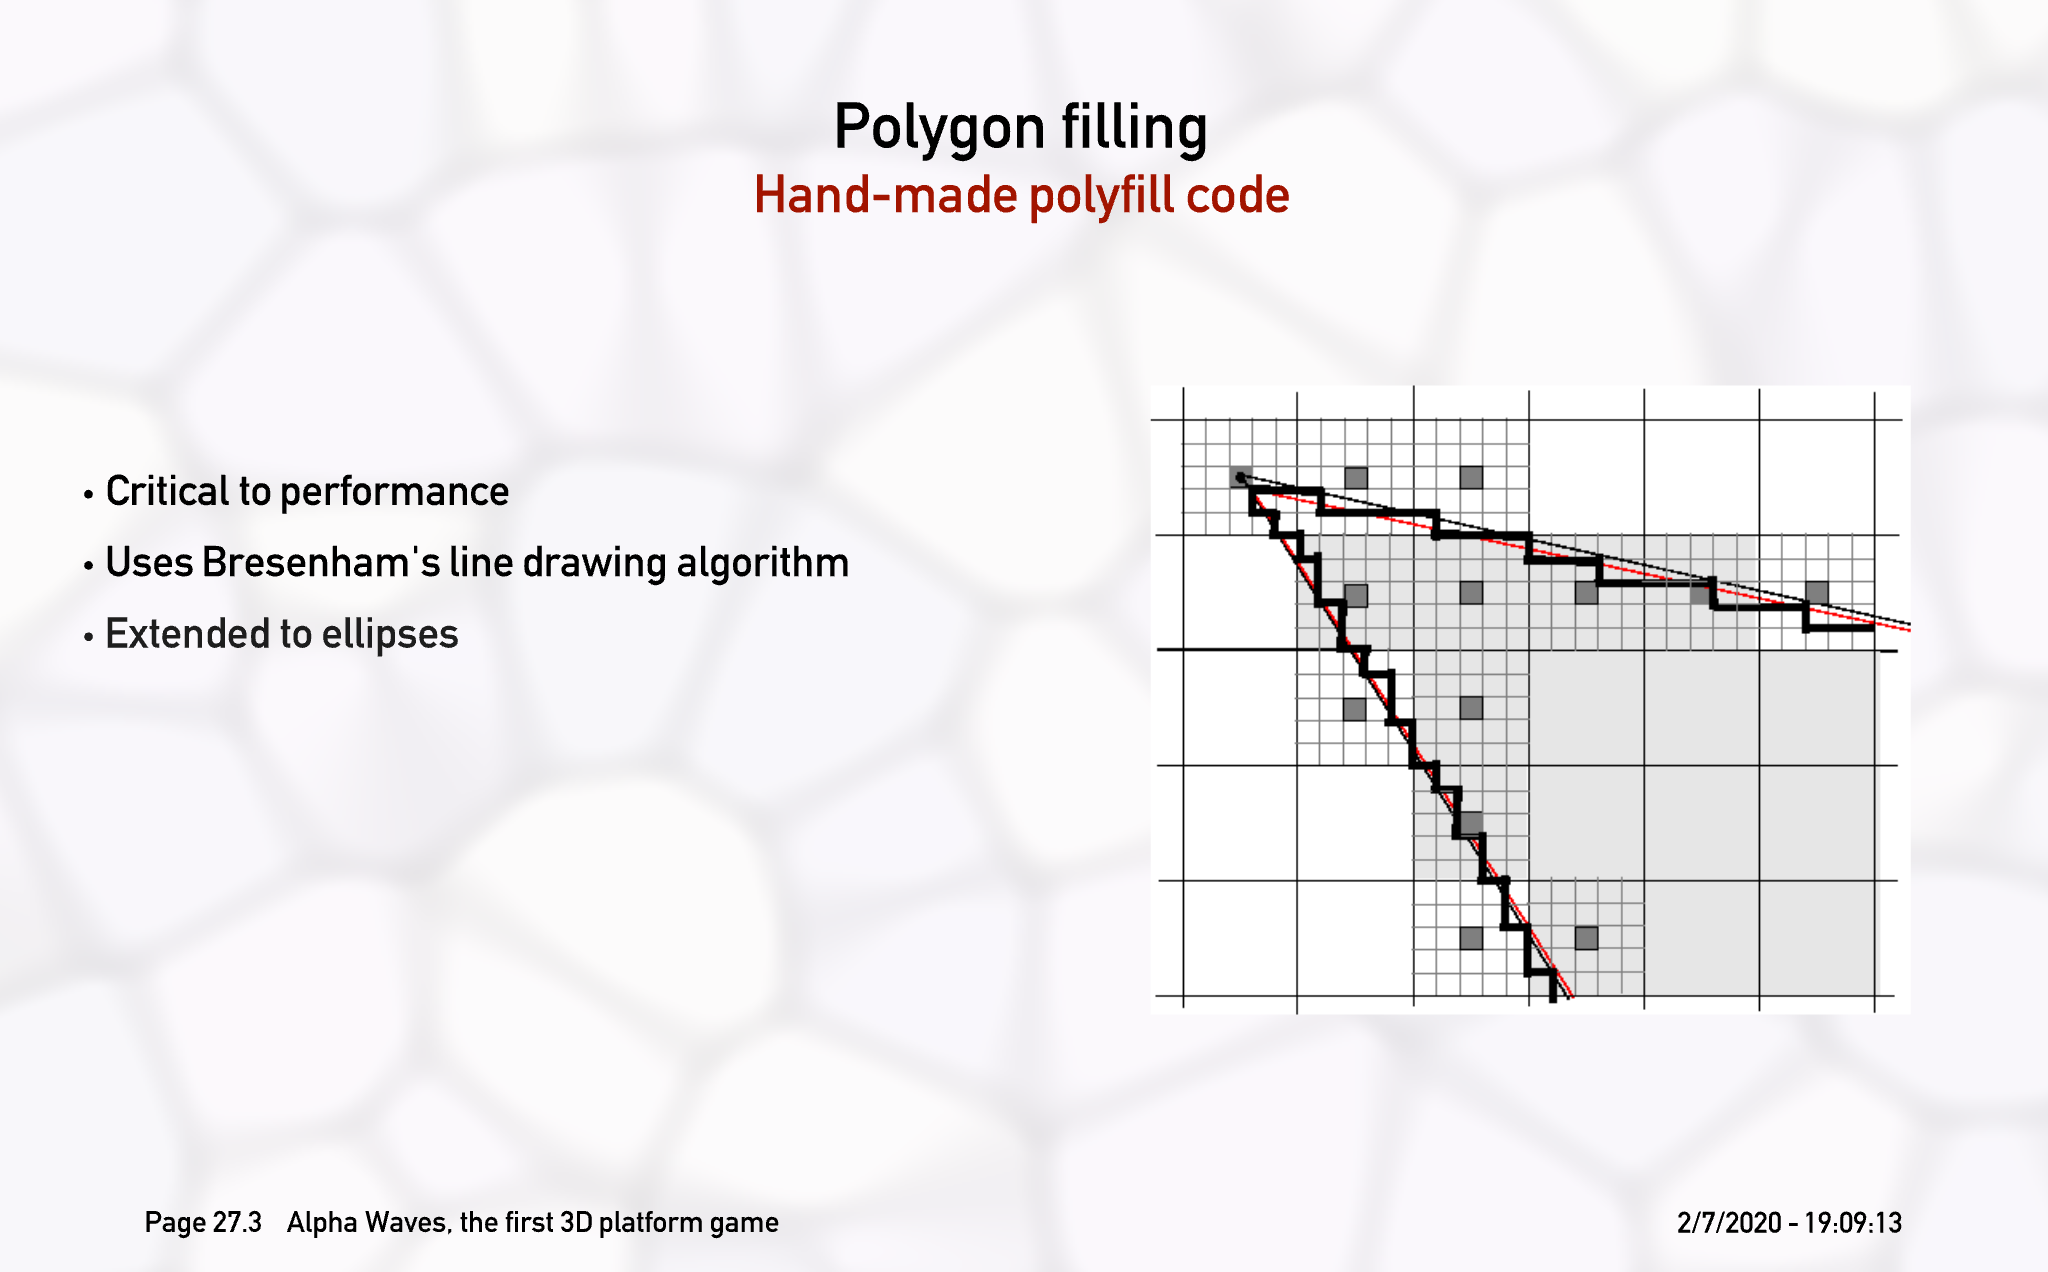 Polygon filling
Hand-made polyfill code
• Critical to performance
• Uses Bresenham's line drawing algorithm
• Extended to ellipses
Page 27.3 Alpha Waves, the first 3D platform game
2/7/2020 - 19:09:13